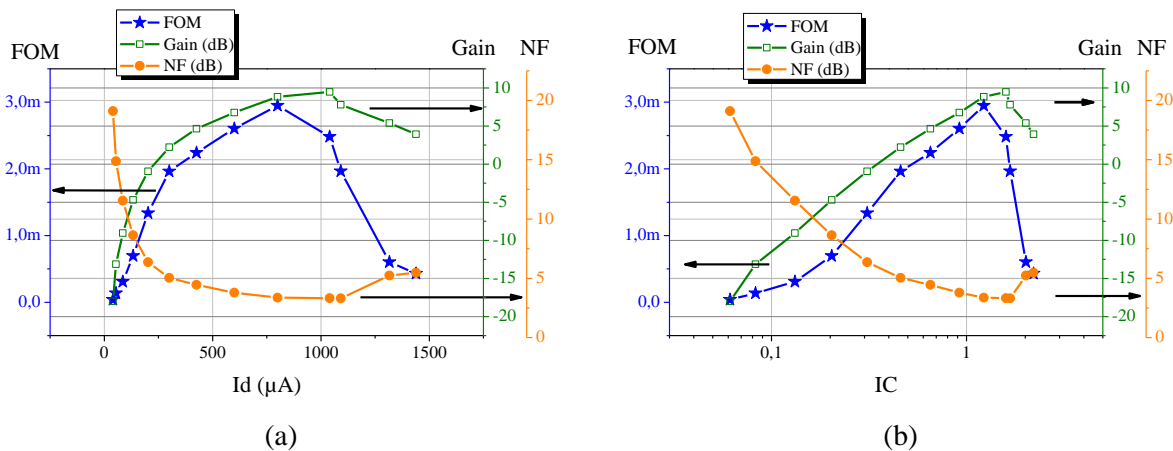 FOM
Gain (dB)
NF (dB)
FOM
Gain NF
3,0m
2,0m
1,0m
0,0
10
5
0
-5
-10
-15
-20
20
15
10
5
0
0 500 1000 1500
Id (µA)
(a)
FOM
Gain (dB)
NF (dB)
FOM
Gain NF
3,0m
2,0m
1,0m
0,0
10
5
0
-5
-10
-15
-20
20
15
10
5
0
0,1 1
IC
(b)